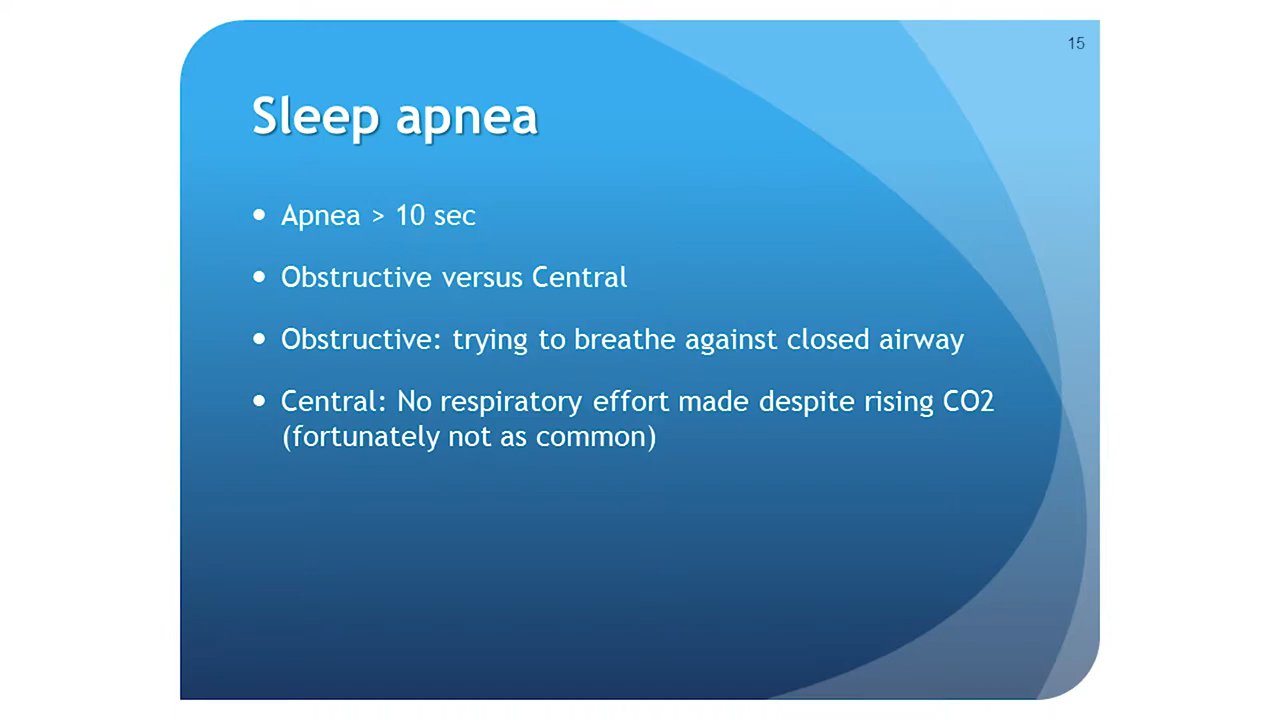 15
Sleep apnea
• Apnea > 10 sec
• Obstructive versus Central
• Obstructive: trying to breathe against closed airway
• Central: No respiratory effort made despite rising CO2
(fortunately not as common)